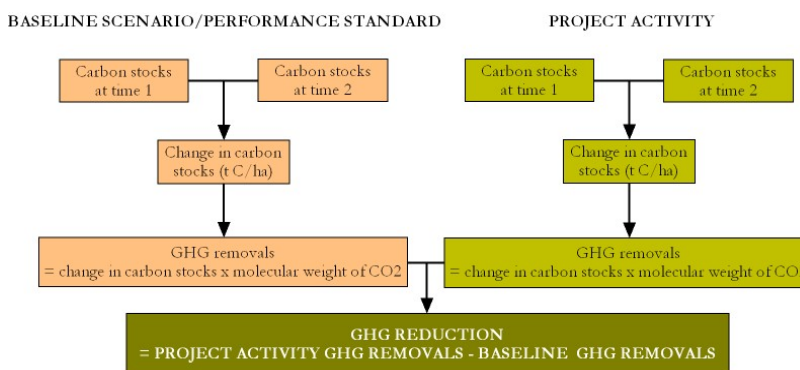 BASELINE SCENARIO/PERFORMANCE STANDARD
PROJECT ACTIVITY
Carbon stocks
at time 1
Carbon stocks
at time 2
Carbon stocks
at time 1
Carbon stocks
at time 2
Change in carbon
stocks (t C/ha)
Change in carbon
stocks (t C/ha)
GHG removals
= change in carbon stocks x molecular weight of CO2
GHG removals
= change in carbon stocks x molecular weight of CO
GHG REDUCTION
= PROJECT ACTIVITY GHG REMOVALS - BASELINE GHG REMOVALS